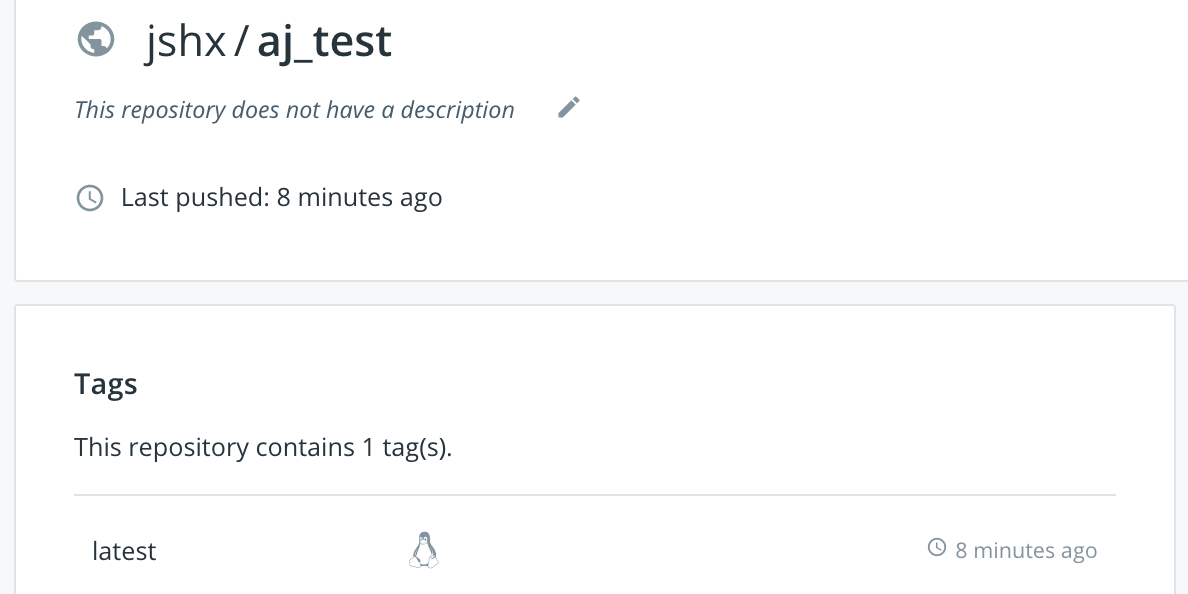 jshx / aj_test
This repository does not have a description
Last pushed: 8 minutes ago
Tags
This repository contains 1 tag(s).
latest 8 minutes ago